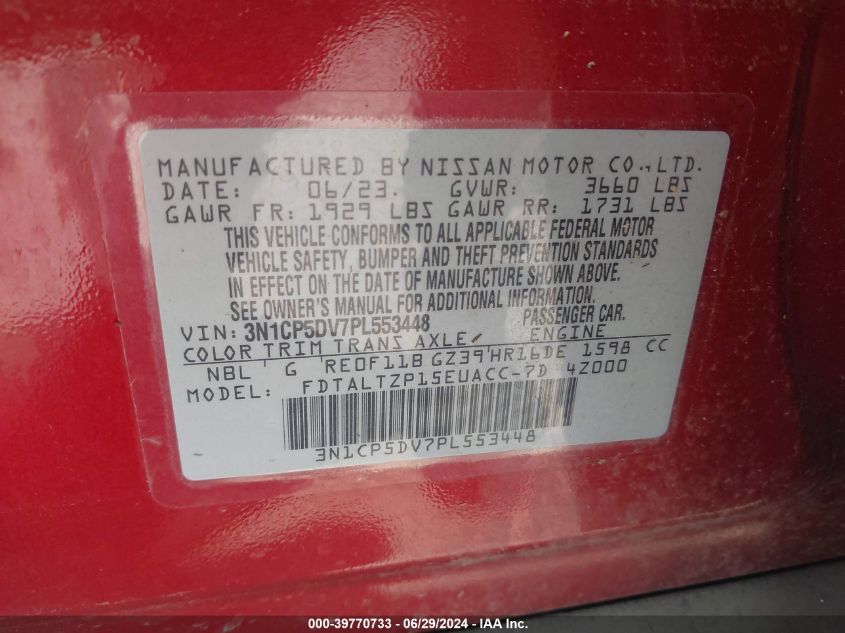 MANUFACTURED BY NISSAN MOTOR CO.,LTD.
DATE: 06/23. GVWR: 3660 LBS
GAWR FR: 1929 LBS GAWR RR: 1731 LBS
THIS VEHICLE CONFORMS TO ALL APPLICABLE FEDERAL MOTOR
VEHICLE SAFETY, BUMPER AND THEFT PREVENTION STANDARDS
IN EFFECT ON THE DATE OF MANUFACTURE SHOWN ABOVE.
SEE OWNER'S MANUAL FOR ADDITIONAL INFORMATION.
VIN: 3N1CP5DV7PL553448 PASSENGER CAR.
COLOR TRIM TRANS AXLE ENGINE
NBL G RE0F11B GZ39 HR16DE 1598 CC
MODEL: FDTALTZP15EUACC-7D 4Z000
3N1CP5DV7PL553448
000-39770733 - 06/29/2024 - IAA, Inc.